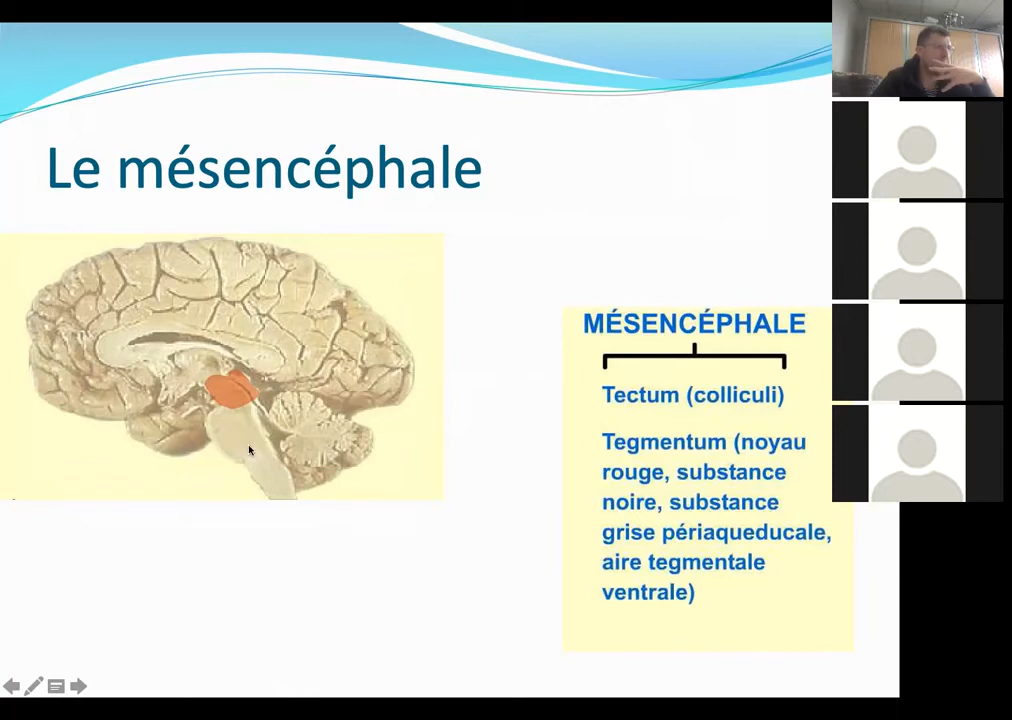 Le mésencéphale
MÉSENCÉPHALE
Tectum (colliculi)
Tegmentum (noyau
rouge, substance
noire, substance
grise périaqueducale,
aire tegmentale
ventrale)